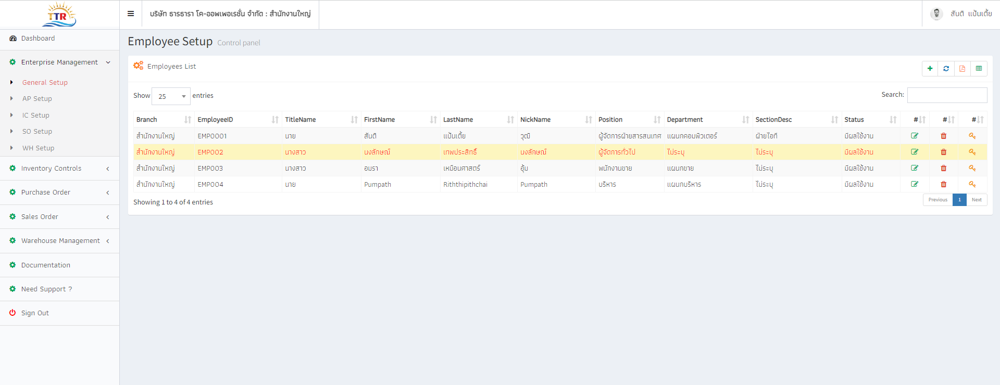 TTR
บริษัท ธารธารา โค-ออพเพอเรชั่น จำกัด : สำนักงานใหญ่
สันติ แป้นเตี้ย
Dashboard
Enterprise Management
General Setup
AP Setup
IC Setup
SO Setup
WH Setup
Inventory Controls
Purchase Order
Sales Order
Warehouse Management
Documentation
Need Support ?
Sign Out
Employee Setup Control panel
Employees List
Show 25 entries
Search:
Branch EmployeeID TitleName FirstName LastName NickName Position Department SectionDesc Status # # #
สำนักงานใหญ่ EMP0001 นาย สันติ แป้นเตี้ย วุฒิ ผู้จัดการฝ่ายสารสนเทศ แผนกคอมพิวเตอร์ ฝ่ายไอที มีผลใช้งาน
สำนักงานใหญ่ EMP002 นางสาว นงลักษณ์ เทพประสิทธิ์ นงลักษณ์ ผู้จัดการทั่วไป ไม่ระบุ ไม่ระบุ มีผลใช้งาน
สำนักงานใหญ่ EMP003 นางสาว อมรา เหมือนศาสตร์ อุ้ม พนักงานขาย แผนกขาย ไม่ระบุ มีผลใช้งาน
สำนักงานใหญ่ EMP004 นาย Pumpath Riththipithchai Pumpath บริหาร แผนกบริหาร ไม่ระบุ มีผลใช้งาน
Showing 1 to 4 of 4 entries
Previous 1 Next